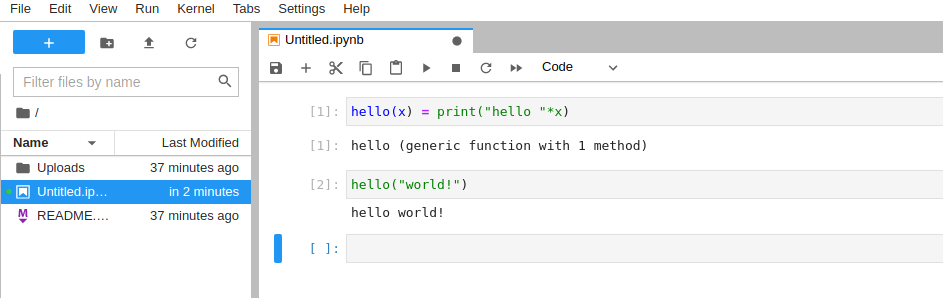 File Edit View Run Kernel Tabs Settings Help
Untitled.ipynb
Code
Filter files by name
/
Name Last Modified
Uploads 37 minutes ago
Untitled.ip... in 2 minutes
README.... 37 minutes ago
[1]: hello(x) = print("hello "*x)
[1]: hello (generic function with 1 method)
[2]: hello("world!")
hello world!
[ ]: